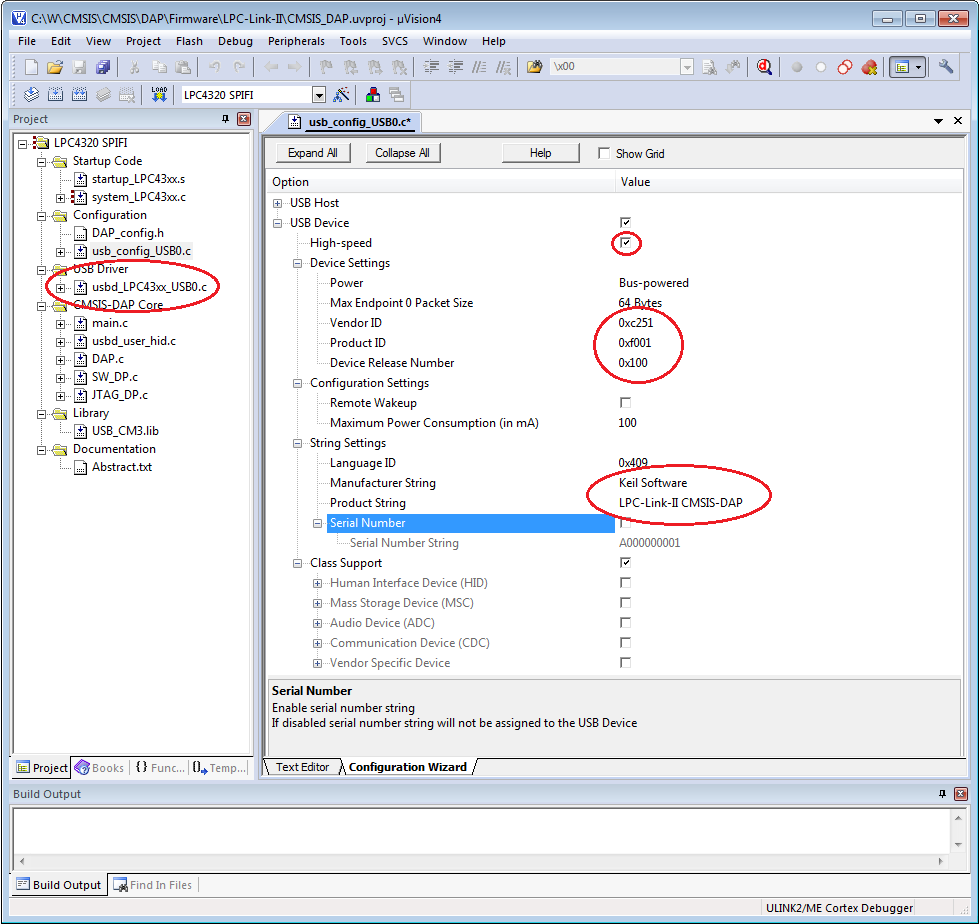 C:\W\CMSIS\CMSIS\DAP\Firmware\LPC-Link-II\CMSIS_DAP.uvproj - µVision4
File Edit View Project Flash Debug Peripherals Tools SVCS Window Help
\x00
LOAD LPC4320 SPIFI
Project
LPC4320 SPIFI
Startup Code
startup_LPC43xx.s
system_LPC43xx.c
Configuration
DAP_config.h
usb_config_USB0.c
USB Driver
usbd_LPC43xx_USB0.c
CMSIS-DAP Core
main.c
usbd_user_hid.c
DAP.c
SW_DP.c
JTAG_DP.c
Library
USB_CM3.lib
Documentation
Abstract.txt
Project Books Func... Temp...
usb_config_USB0.c*
Expand All Collapse All Help Show Grid
Option Value
USB Host
USB Device
High-speed
Device Settings
Power Bus-powered
Max Endpoint 0 Packet Size 64 Bytes
Vendor ID 0xc251
Product ID 0xf001
Device Release Number 0x100
Configuration Settings
Remote Wakeup
Maximum Power Consumption (in mA) 100
String Settings
Language ID 0x409
Manufacturer String Keil Software
Product String LPC-Link-II CMSIS-DAP
Serial Number
Serial Number String A000000001
Class Support
Human Interface Device (HID)
Mass Storage Device (MSC)
Audio Device (ADC)
Communication Device (CDC)
Vendor Specific Device
Serial Number
Enable serial number string
If disabled serial number string will not be assigned to the USB Device
Text Editor Configuration Wizard
Build Output
Build Output Find In Files
ULINK2/ME Cortex Debugger